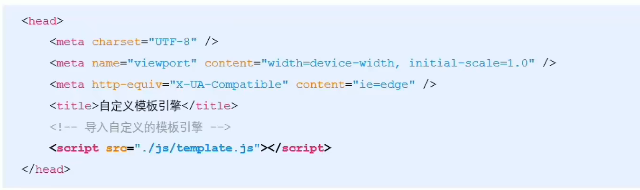 <head>
<meta charset="UTF-8" />
<meta name="viewport" content="width=device-width, initial-scale=1.0" />
<meta http-equiv="X-UA-Compatible" content="ie=edge" />
<title>自定义模板引擎</title>
<!-- 导入自定义的模板引擎 -->
<script src="./js/template.js"></script>
</head>